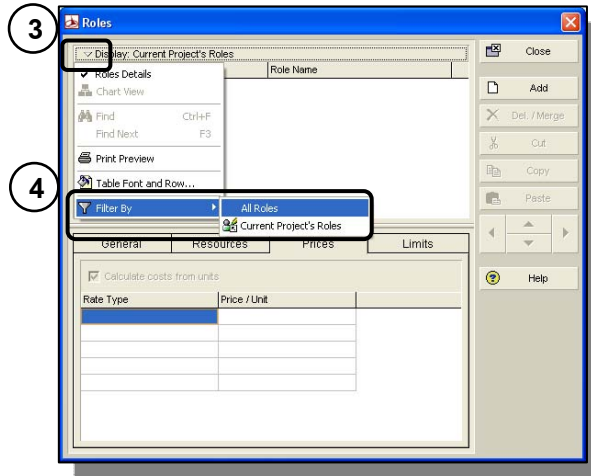 3
Roles
Display: Current Project's Roles
Close
Roles Details
Role Name
Chart View
Add
Find Ctrl+F
Del. / Merge
Find Next F3
Cut
Print Preview
Copy
Table Font and Row...
Paste
4
Filter By
All Roles
Current Project's Roles
General Resources Prices Limits
Calculate costs from units
Help
Rate Type Price / Unit